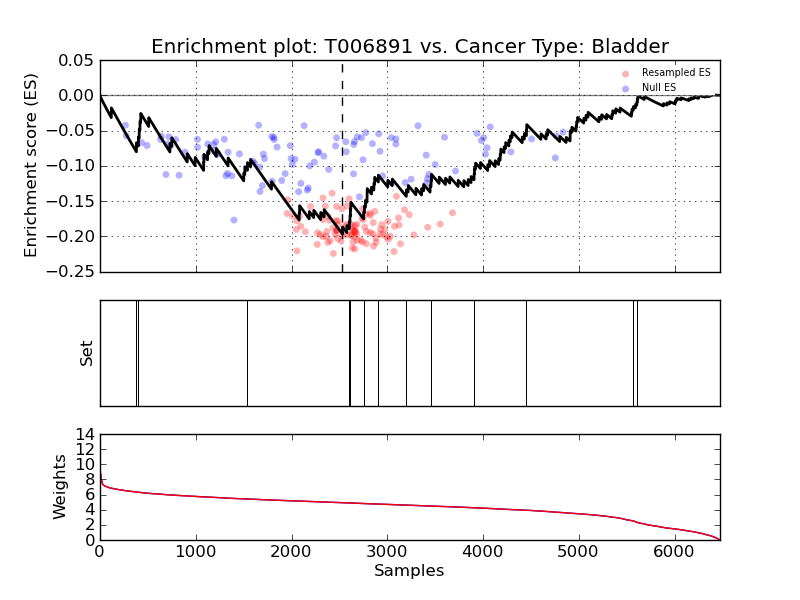 Enrichment plot: T006891 vs. Cancer Type: Bladder
Enrichment score (ES)
0.05
0.00
−0.05
−0.10
−0.15
−0.20
−0.25
Resampled ES
Null ES
Set
Weights
14
12
10
8
6
4
2
0
0 1000 2000 3000 4000 5000 6000
Samples